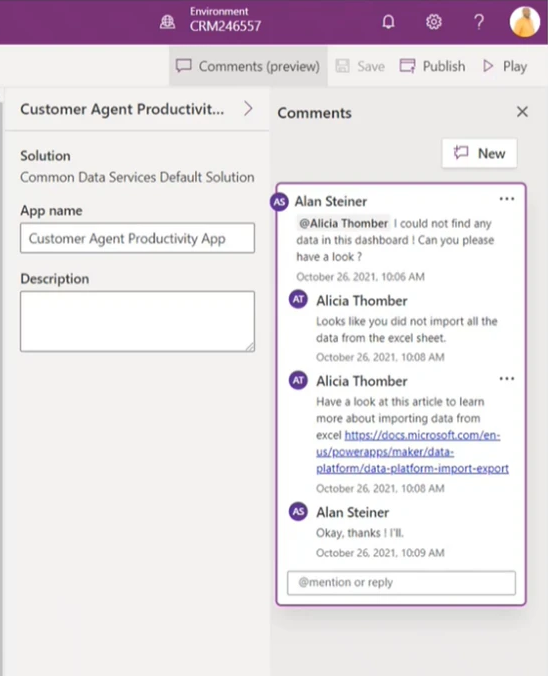 Environment
CRM246557
?
Comments (preview)
Save
Publish
Play
Customer Agent Productivit...
Solution
Common Data Services Default Solution
App name
Customer Agent Productivity App
Description
Comments
New
AS
Alan Steiner
@Alicia Thomber I could not find any
data in this dashboard ! Can you please
have a look ?
October 26, 2021, 10:06 AM
AT
Alicia Thomber
Looks like you did not import all the
data from the excel sheet.
October 26, 2021, 10:08 AM
AT
Alicia Thomber
Have a look at this article to learn
more about importing data from
excel https://docs.microsoft.com/en-
us/powerapps/maker/data-
platform/data-platform-import-export
October 26, 2021, 10:08 AM
AS
Alan Steiner
Okay, thanks ! I'll.
October 26, 2021, 10:09 AM
@mention or reply